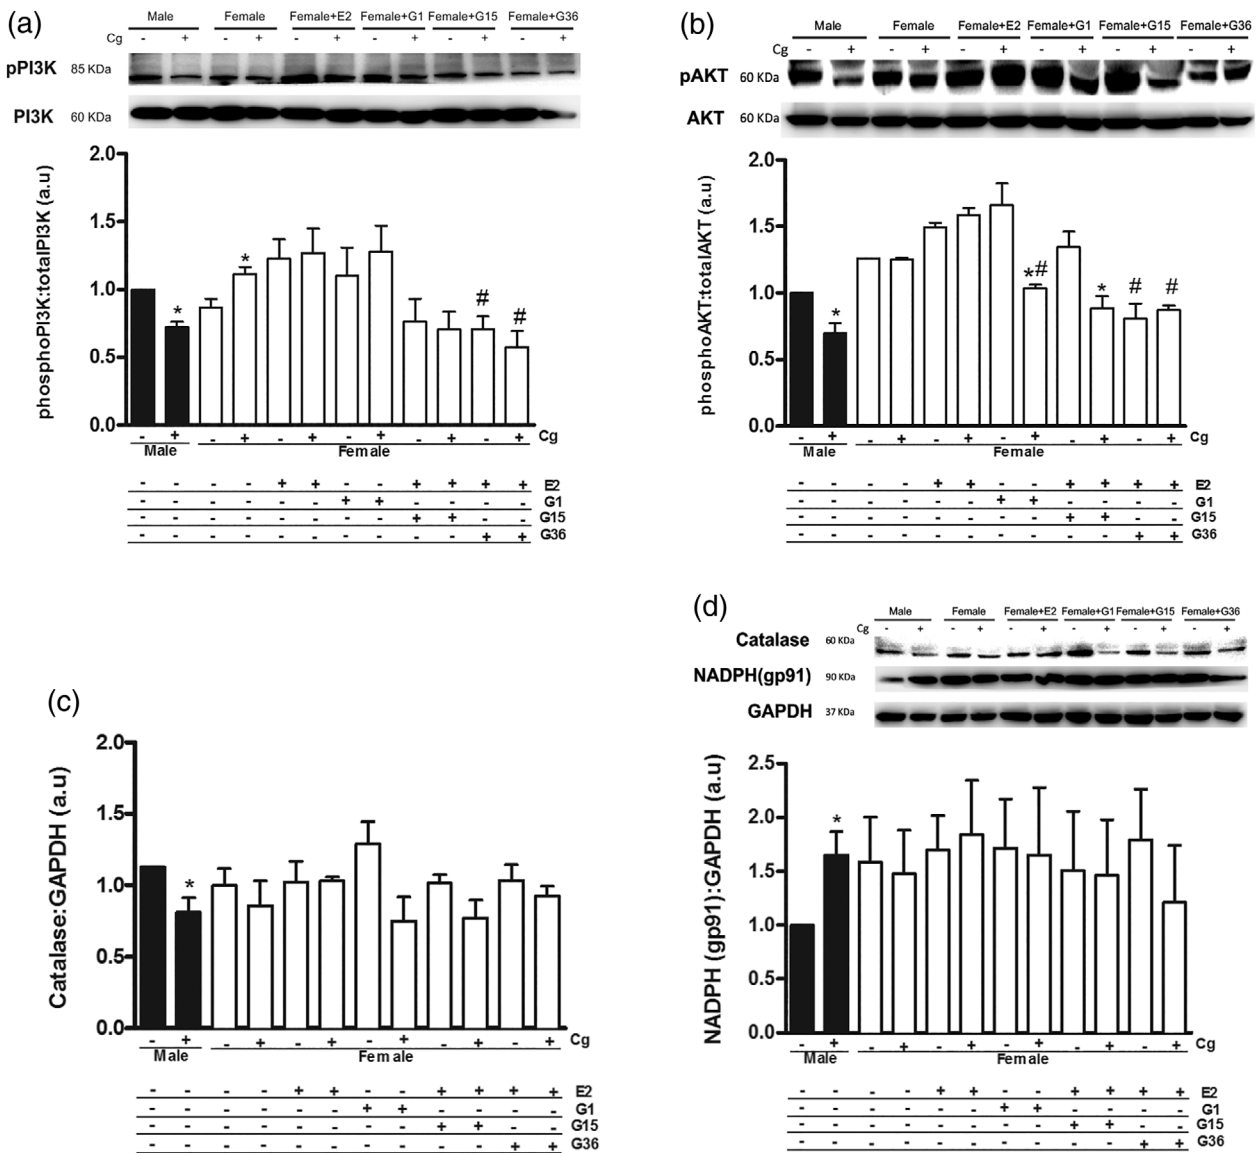 (a)
Male Female Female+E2 Female+G1 Female+G15 Female+G36
Cg - + - + - + - + - + - +
pPI3K 85 KDa
PI3K 60 KDa
phosphoPI3K:totalPI3K (a.u)
2.0
1.5
1.0
0.5
0.0
* * # #
- + - + - + - + - + - + Cg
Male Female
- - - - + + - - + + + + E2
- - - - - - + + - - - - G1
- - - - - - - - + + - - G15
- - - - - - - - - - + + G36
(b)
Male Female Female+E2 Female+G1 Female+G15 Female+G36
Cg - + - + - + - + - + - +
pAKT 60 KDa
AKT 60 KDa
phosphoAKT:totalAKT (a.u)
2.0
1.5
1.0
0.5
0.0
* *# * # #
- + - + - + - + - + - + Cg
Male Female
- - - - + + - - + + + + E2
- - - - - - + + - - - - G1
- - - - - - - - + + - - G15
- - - - - - - - - - + + G36
(c)
Catalase:GAPDH (a.u)
2.0
1.5
1.0
0.5
0.0
*
- + - + - + - + - + - + Cg
Male Female
- - - - + + - - + + + + E2
- - - - - - + + - - - - G1
- - - - - - - - + + - - G15
- - - - - - - - - - + + G36
(d)
Male Female Female+E2 Female+G1 Female+G15 Female+G36
Cg - + - + - + - + - + - +
Catalase 60 KDa
NADPH(gp91) 90 KDa
GAPDH 37 KDa
NADPH (gp91):GAPDH (a.u)
2.5
2.0
1.5
1.0
0.5
0.0
*
- + - + - + - + - + - + Cg
Male Female
- - - - + + - - + + + + E2
- - - - - - + + - - - - G1
- - - - - - - - + + - - G15
- - - - - - - - - - + + G36